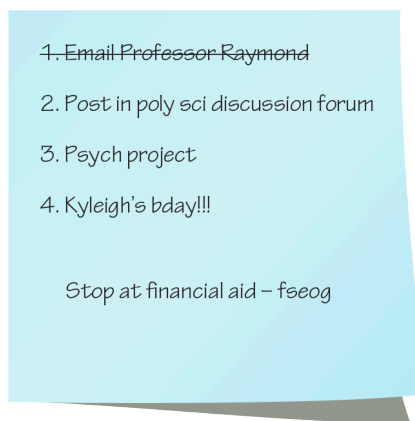 1. Email Professor Raymond
2. Post in poly sci discussion forum
3. Psych project
4. Kyleigh’s bday!!!
Stop at financial aid – fseog